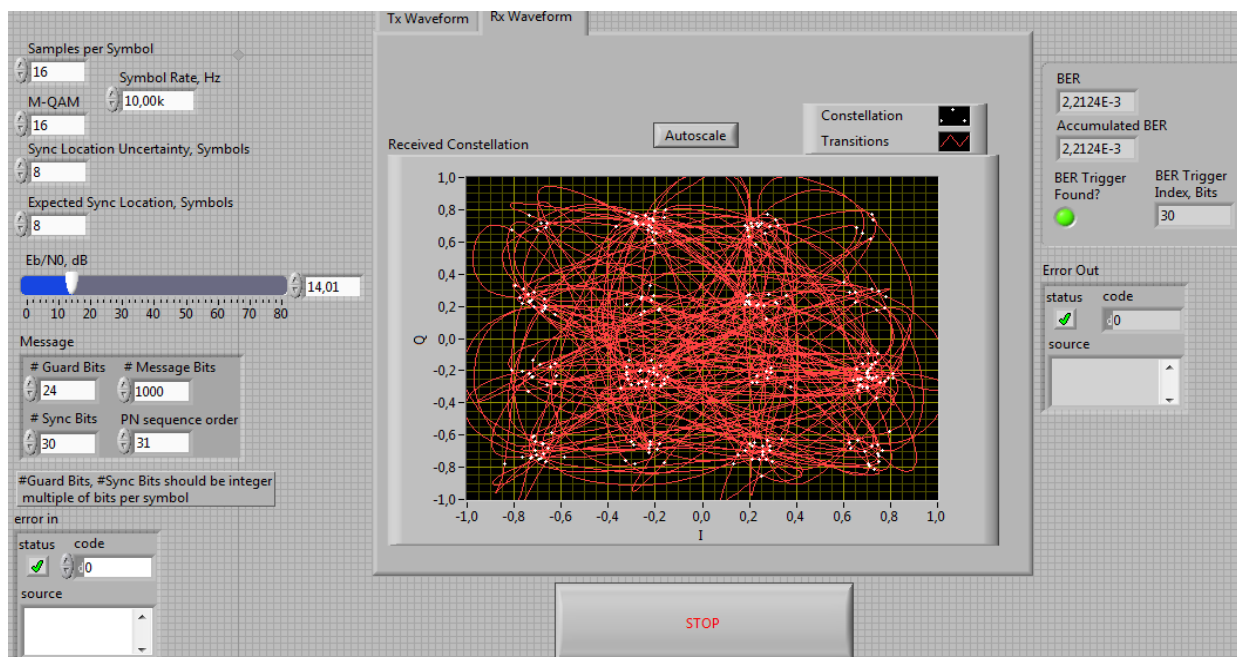 Tx Waveform
Rx Waveform
Samples per Symbol
16
Symbol Rate, Hz
10,00k
M-QAM
16
Sync Location Uncertainty, Symbols
8
Expected Sync Location, Symbols
8
Eb/N0, dB
14,01
0 10 20 30 40 50 60 70 80
Message
# Guard Bits
24
# Message Bits
1000
# Sync Bits
30
PN sequence order
31
#Guard Bits, #Sync Bits should be integer
multiple of bits per symbol
error in
status
code
d0
source
Received Constellation
Autoscale
Constellation
Transitions
1,0
0,8
0,6
0,4
0,2
0,0
-0,2
-0,4
-0,6
-0,8
-1,0
Q
-1,0 -0,8 -0,6 -0,4 -0,2 0,0 0,2 0,4 0,6 0,8 1,0
I
STOP
BER
2,2124E-3
Accumulated BER
2,2124E-3
BER Trigger
Found?
BER Trigger
Index, Bits
30
Error Out
status
code
d0
source